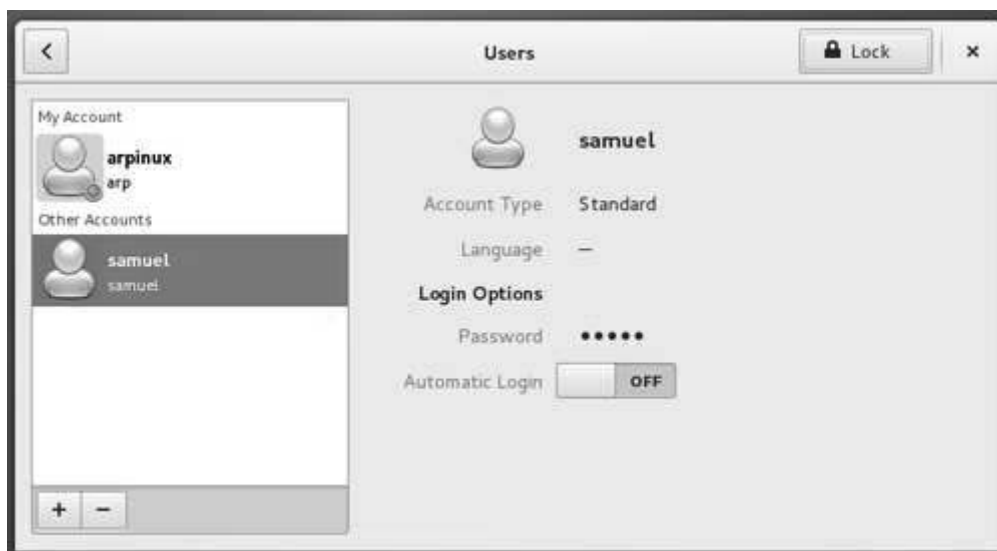 Users
Lock
My Account
arpinux
arp
Other Accounts
samuel
samuel
samuel
Account Type Standard
Language —
Login Options
Password •••••
Automatic Login OFF
+ −